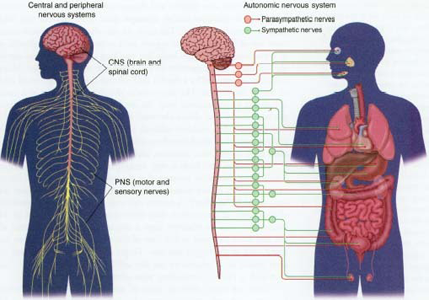 Central and peripheral
nervous systems
CNS (brain and
spinal cord)
PNS (motor and
sensory nerves)
Autonomic nervous system
Parasympathetic nerves
Sympathetic nerves